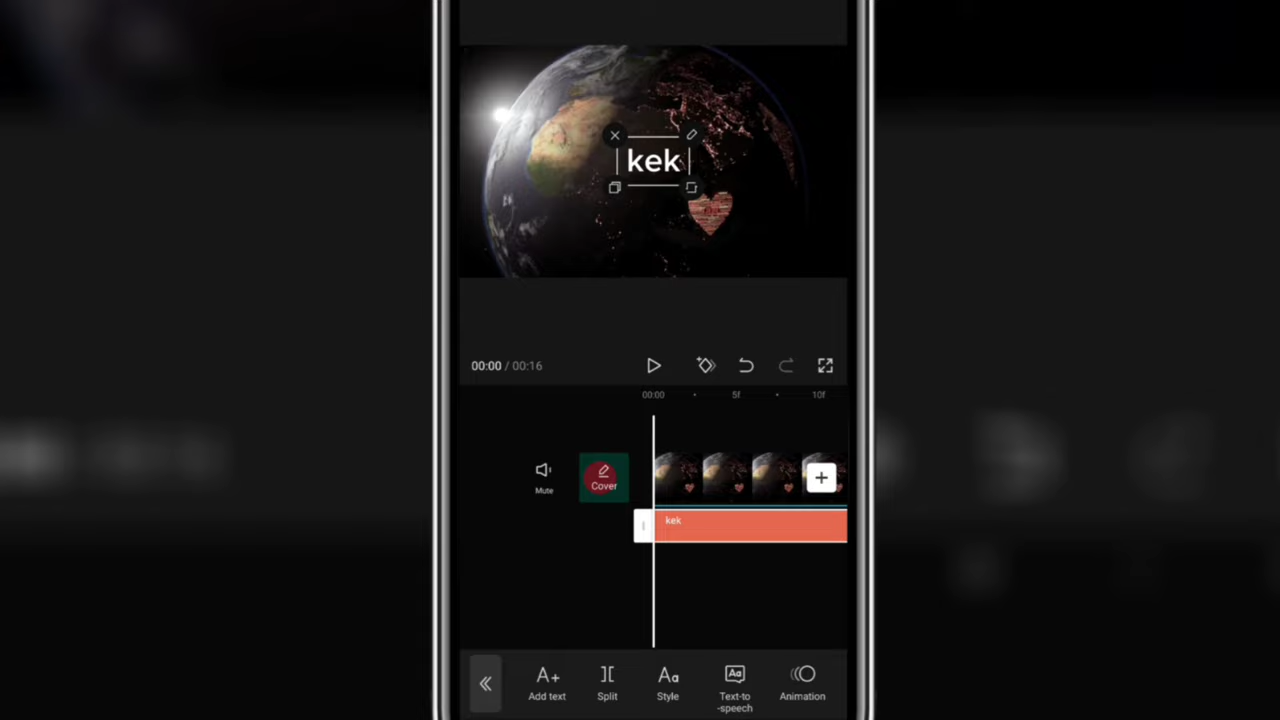 kek
00:00 / 00:16
00:00 5f 10f
Mute
Cover
kek
Add text
Split
Style
Text-to
-speech
Animation